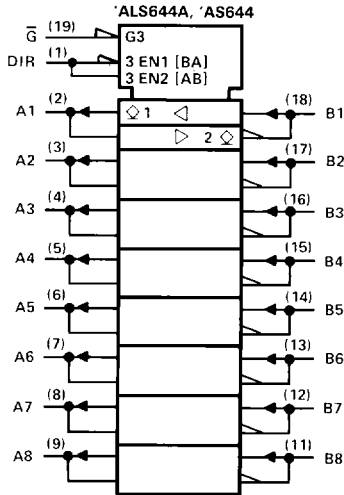 'ALS644A, 'AS644
G (19) G3
DIR (1) 3 EN1 [BA]
3 EN2 [AB]
A1 (2) 1 (18) B1
2
A2 (3) (17) B2
A3 (4) (16) B3
A4 (5) (15) B4
A5 (6) (14) B5
A6 (7) (13) B6
A7 (8) (12) B7
A8 (9) (11) B8